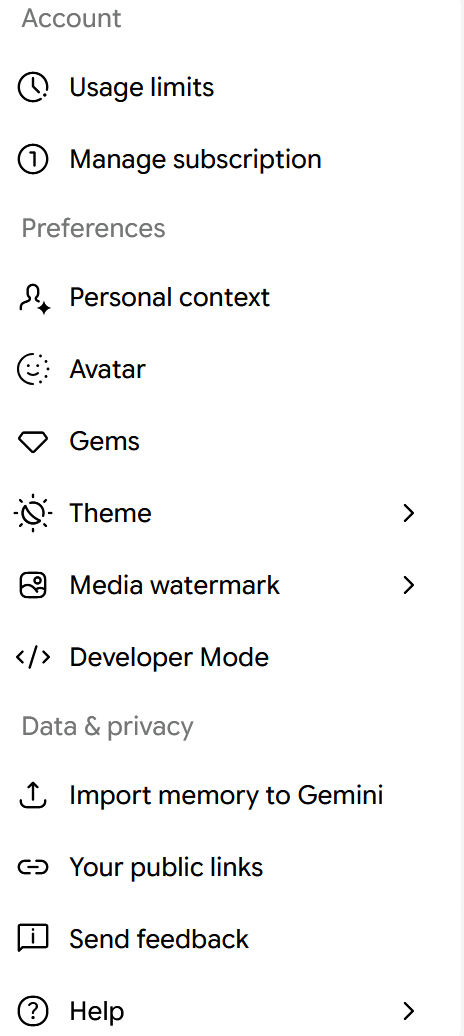 Account
Usage limits
Manage subscription
Preferences
Personal context
Avatar
Gems
Theme
Media watermark
Developer Mode
Data & privacy
Import memory to Gemini
Your public links
Send feedback
Help